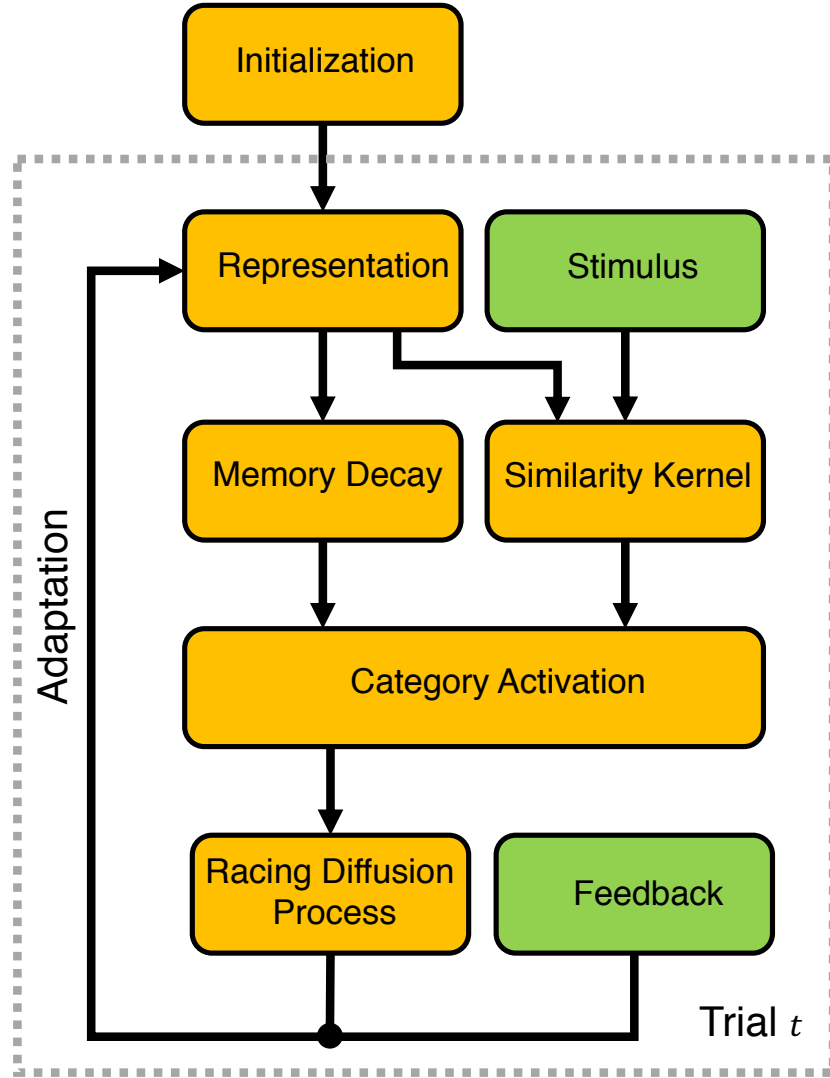 Initialization
Representation
Stimulus
Memory Decay
Similarity Kernel
Adaptation
Category Activation
Racing Diffusion
Process
Feedback
Trial t